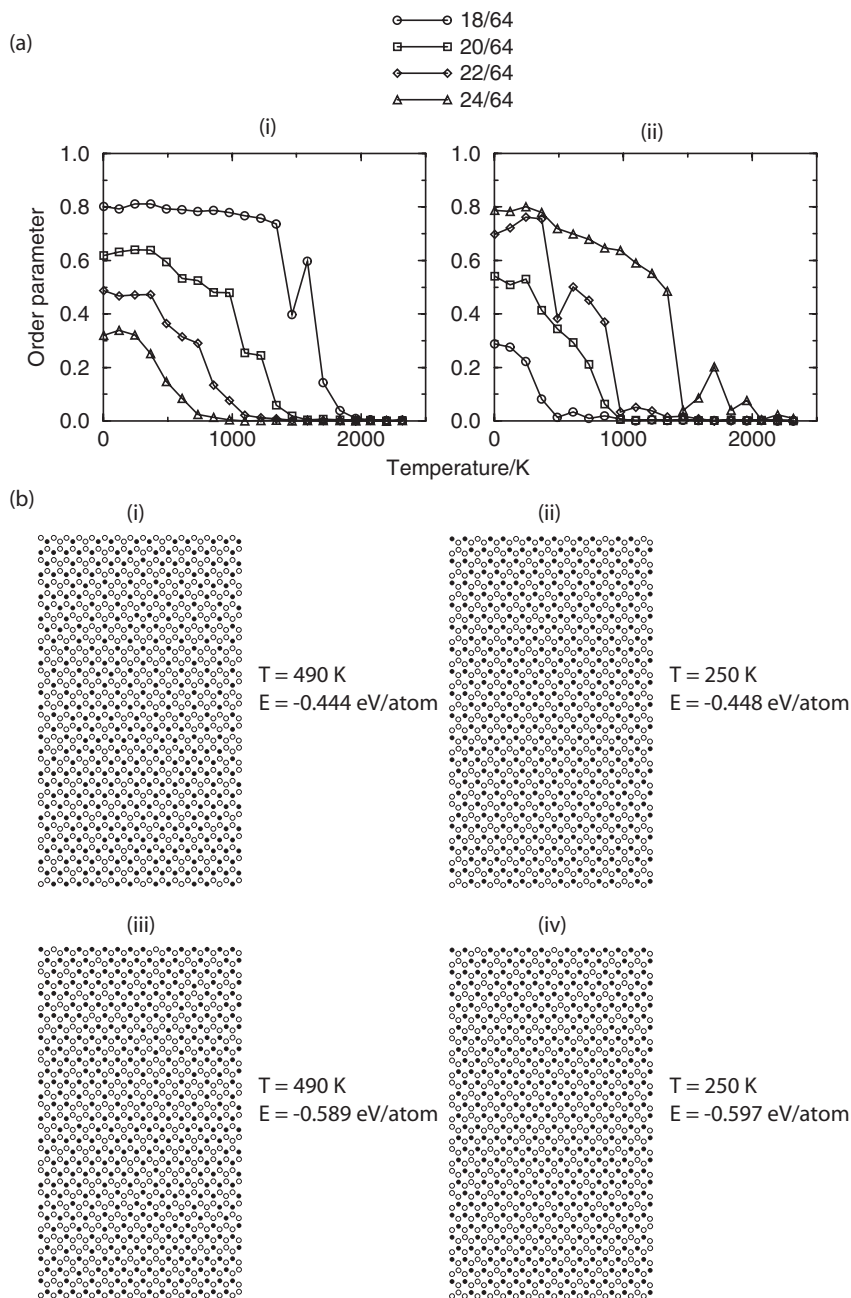 (a)
18/64
20/64
22/64
24/64
(i)
(ii)
1.0
0.8
0.6
0.4
0.2
0.0
Order parameter
0
1000
2000
1.0
0.8
0.6
0.4
0.2
0.0
0
1000
2000
Temperature/K
(b)
(i)
T = 490 K
E = -0.444 eV/atom
(ii)
T = 250 K
E = -0.448 eV/atom
(iii)
T = 490 K
E = -0.589 eV/atom
(iv)
T = 250 K
E = -0.597 eV/atom